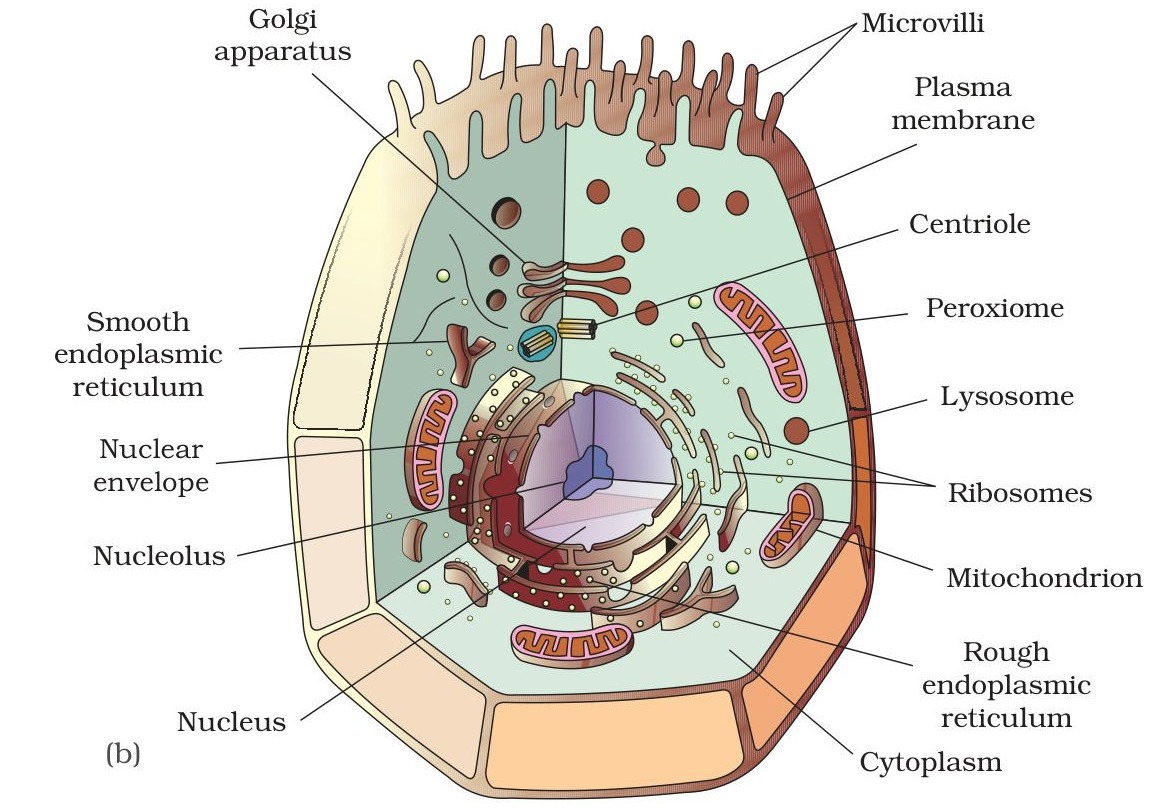 Golgi
apparatus
Microvilli
Plasma
membrane
Centriole
Peroxiome
Smooth
endoplasmic
reticulum
Lysosome
Nuclear
envelope
Ribosomes
Nucleolus
Mitochondrion
Rough
endoplasmic
reticulum
Nucleus
(b)
Cytoplasm